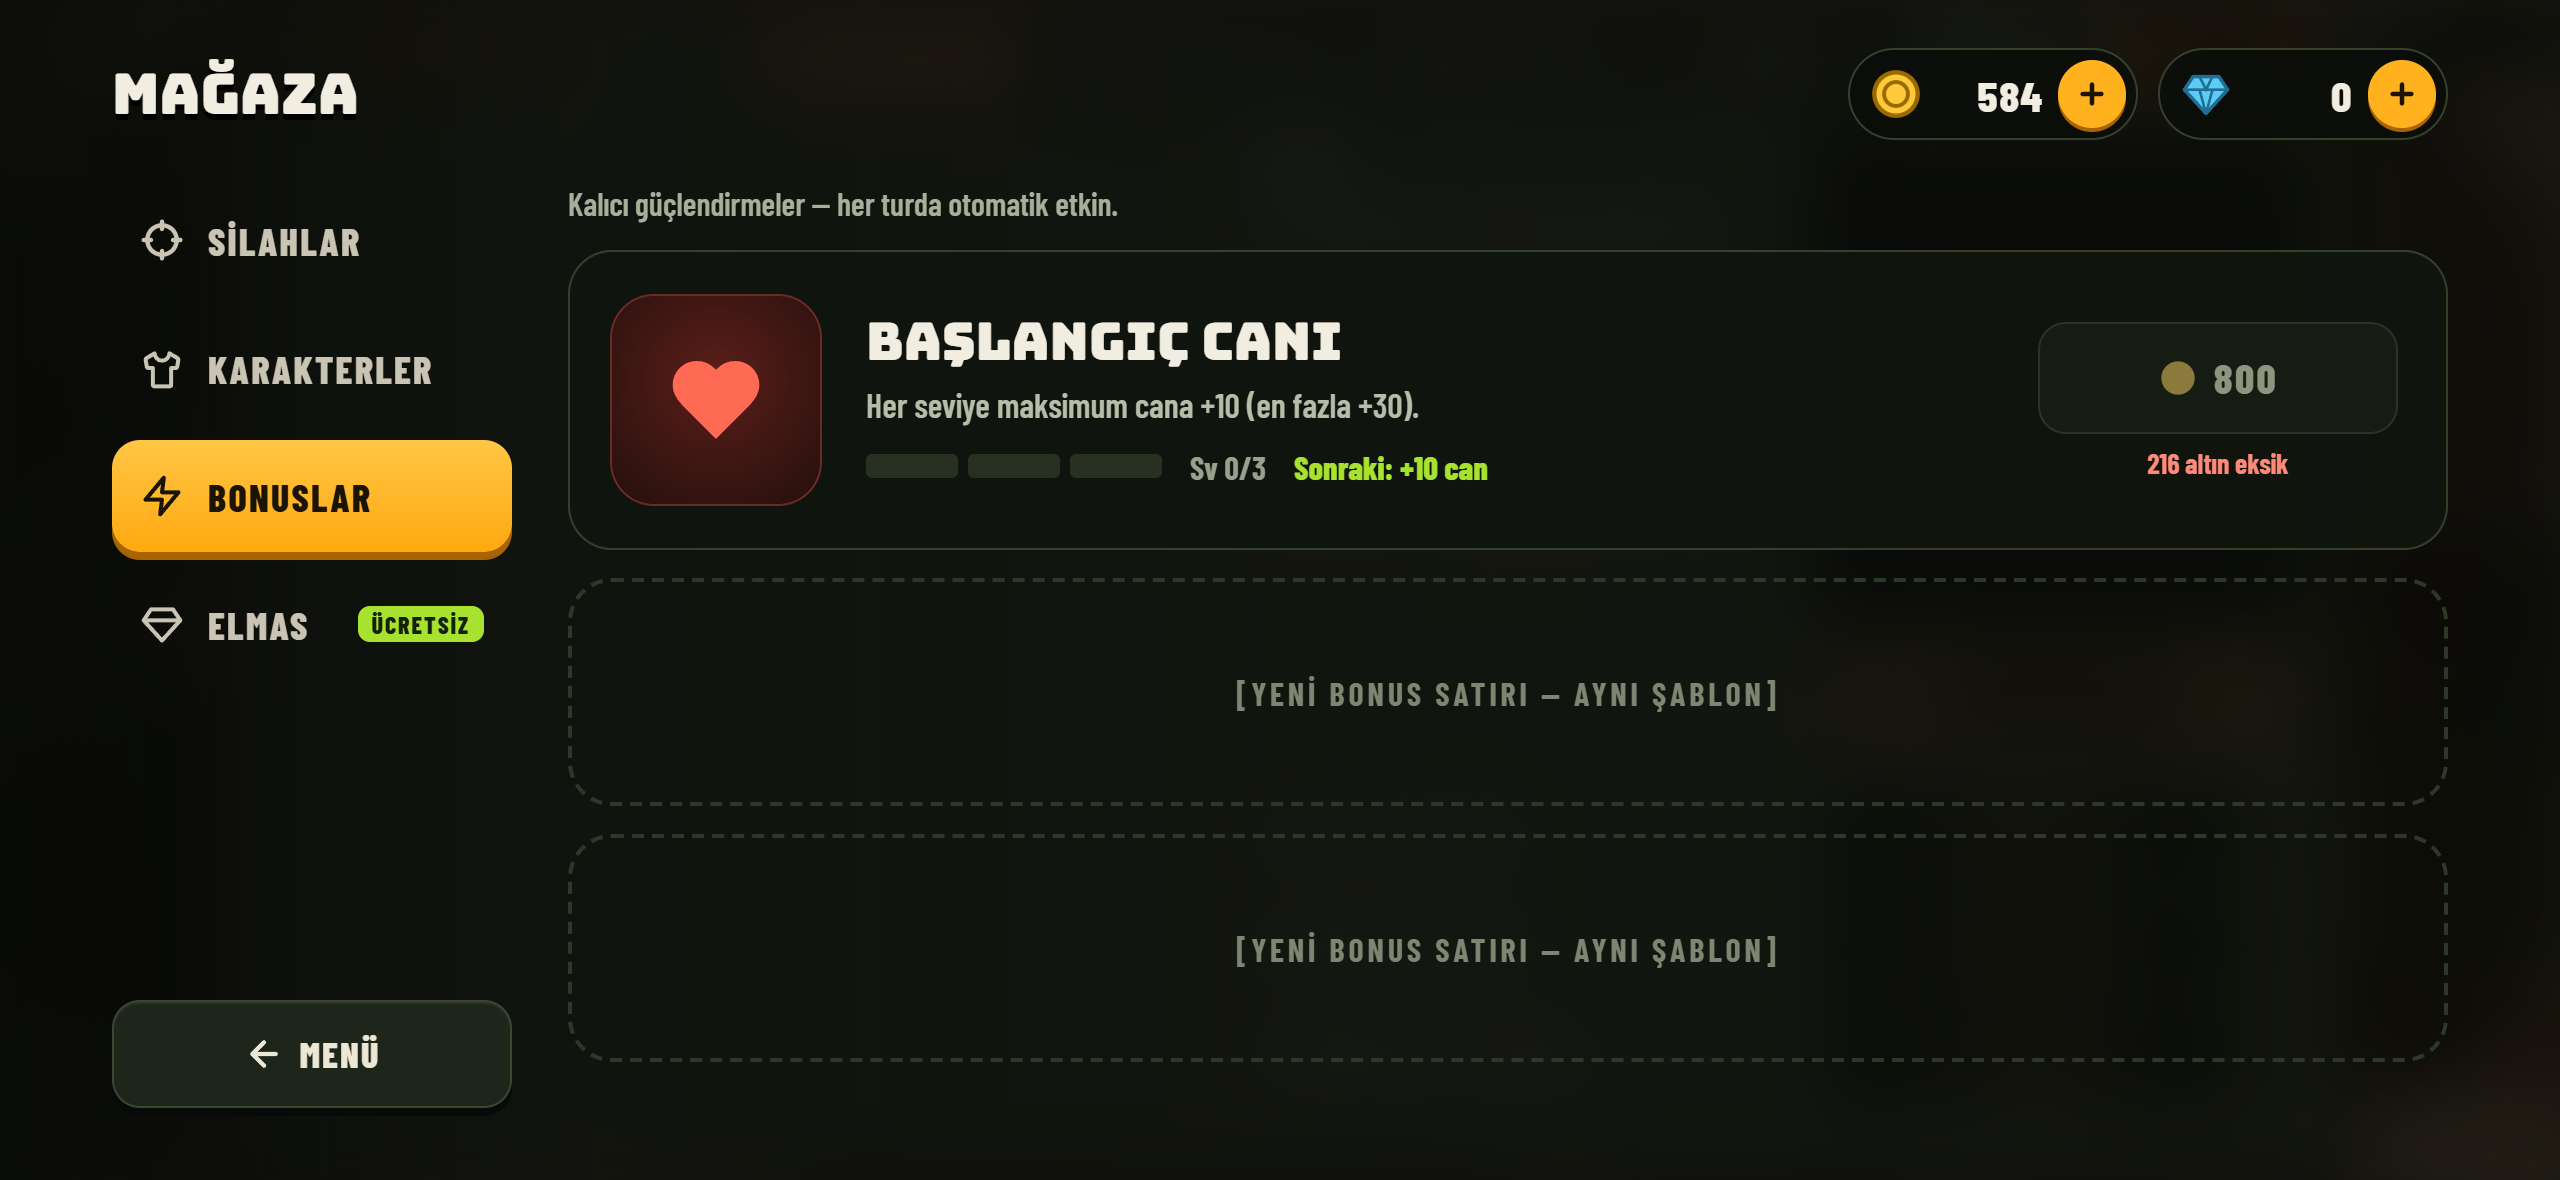 MAĞAZA
584
0
SİLAHLAR
KARAKTERLER
BONUSLAR
ELMAS
ÜCRETSİZ
MENÜ
Kalıcı güçlendirmeler – her turda otomatik etkin.
BAŞLANGIÇ CANI
Her seviye maksimum cana +10 (en fazla +30).
Sv 0/3 Sonraki: +10 can
800
216 altın eksik
[YENİ BONUS SATIRI – AYNI ŞABLON]
[YENİ BONUS SATIRI – AYNI ŞABLON]